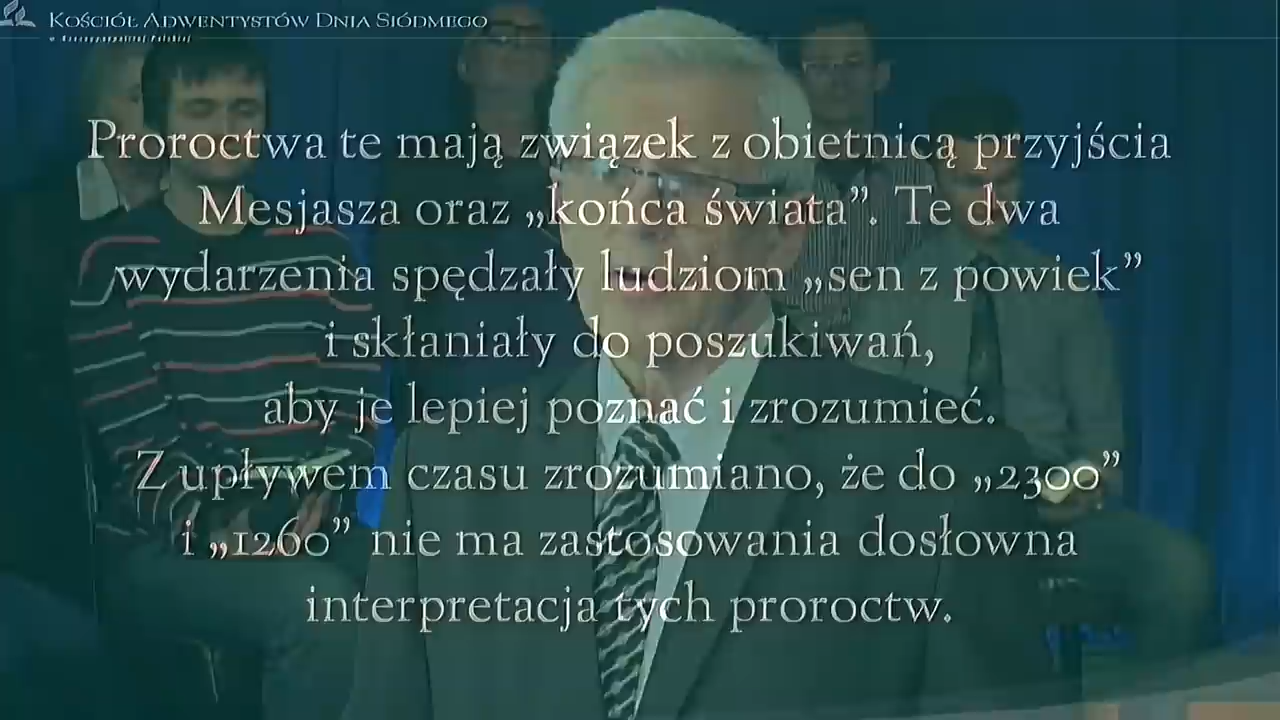 Kościół Adwentystów Dnia Siódmego
w Rzeczypospolitej Polskiej
Proroctwa te mają związek z obietnicą przyjścia
Mesjasza oraz „końca świata”. Te dwa
wydarzenia spędzały ludziom „sen z powiek”
i skłaniały do poszukiwań,
aby je lepiej poznać i zrozumieć.
Z upływem czasu zrozumiano, że do „2300”
i „1260” nie ma zastosowania dosłowna
interpretacja tych proroctw.